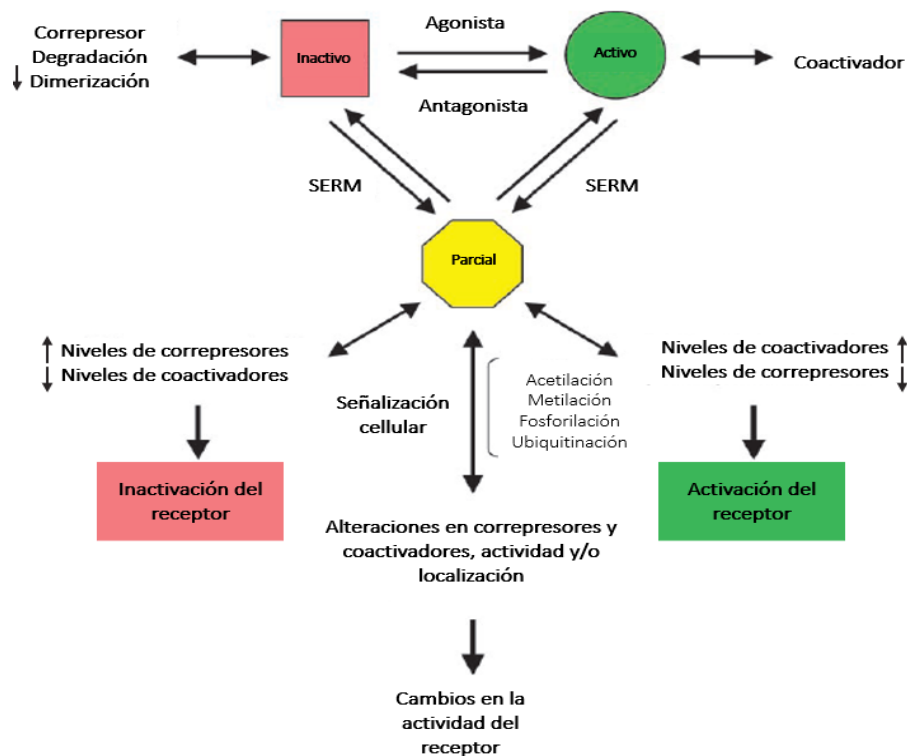 Correpresor
Degradación
↓ Dimerización
Inactivo
Agonista
Antagonista
Activo
Coactivador
SERM
SERM
Parcial
↑ Niveles de correpresores
↓ Niveles de coactivadores
Niveles de coactivadores ↑
Niveles de correpresores ↓
Señalización
cellular
Acetilación
Metilación
Fosforilación
Ubiquitinación
Inactivación del
receptor
Activación del
receptor
Alteraciones en correpresores y
coactivadores, actividad y/o
localización
Cambios en la
actividad del
receptor